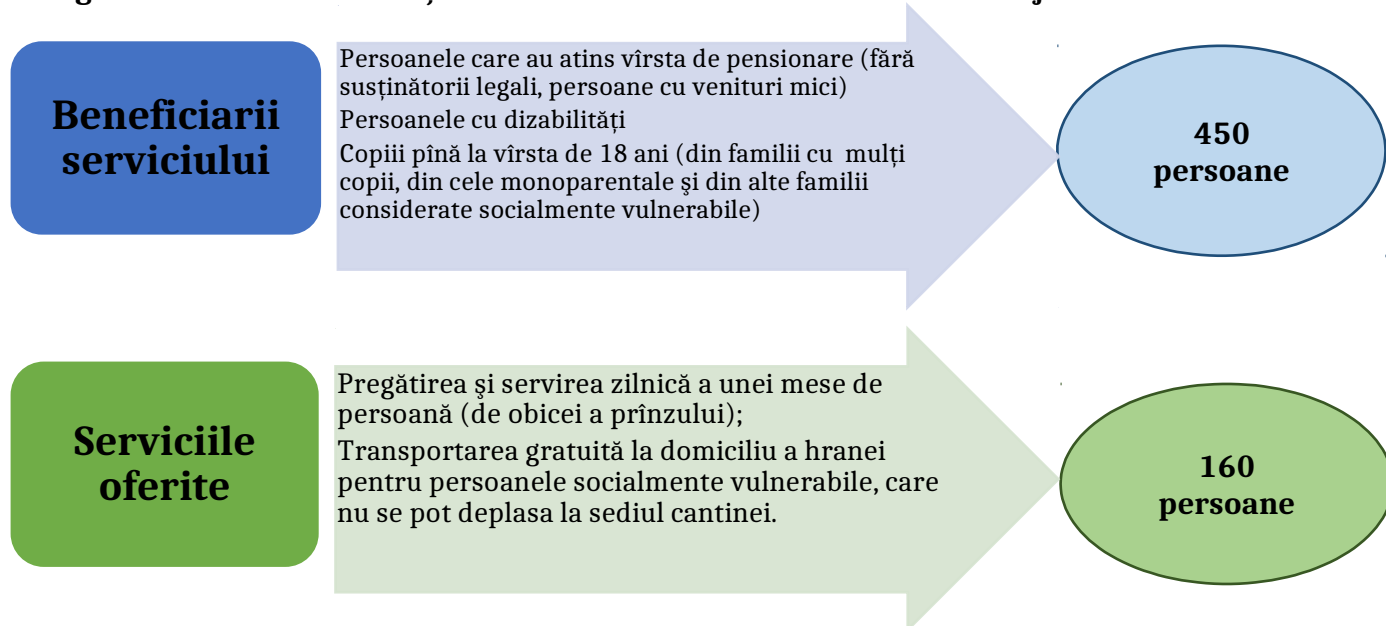 Beneficiarii
serviciului
Persoanele care au atins vîrsta de pensionare (fără
susținătorii legali, persoane cu venituri mici)
Persoanele cu dizabilități
Copiii pînă la vîrsta de 18 ani (din familii cu  mulți
copii, din cele monoparentale şi din alte familii
considerate socialmente vulnerabile)
450
persoane
Serviciile
oferite
Pregătirea şi servirea zilnică a unei mese de
persoană (de obicei a prînzului);
Transportarea gratuită la domiciliu a hranei
pentru persoanele socialmente vulnerabile, care
nu se pot deplasa la sediul cantinei.
160
persoane